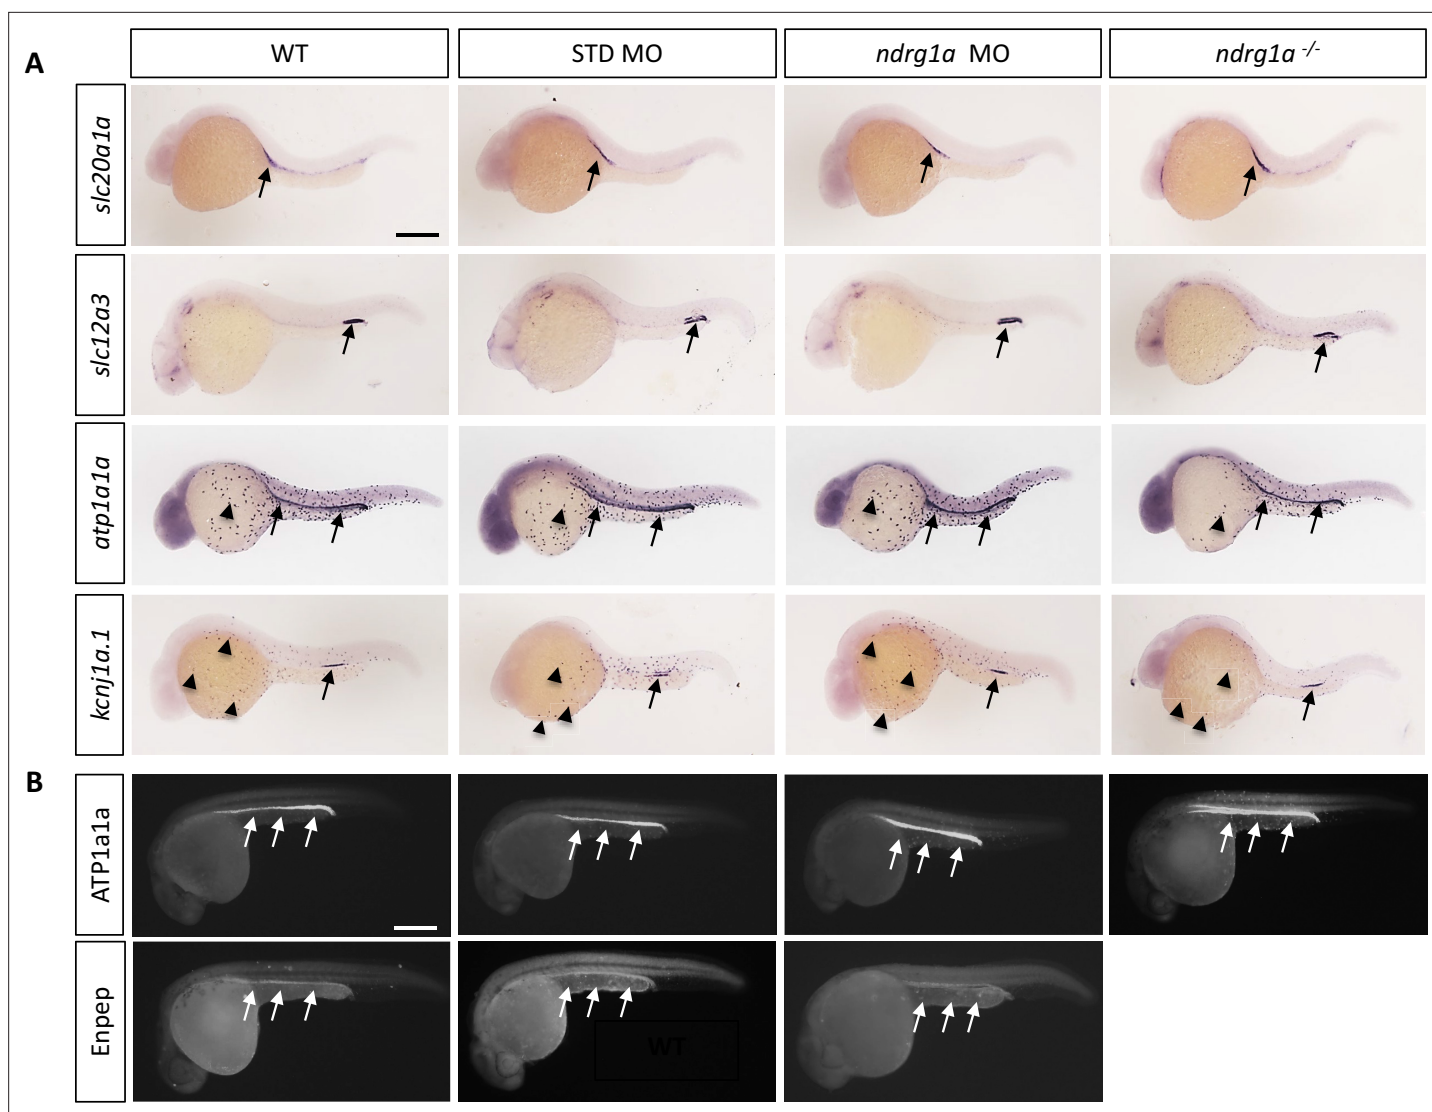 A
WT
STD MO
ndrg1a MO
ndrg1a -/-
slc20a1a
slc12a3
atp1a1a
kcnj1a.1
B
ATP1a1a
Enpep
WT